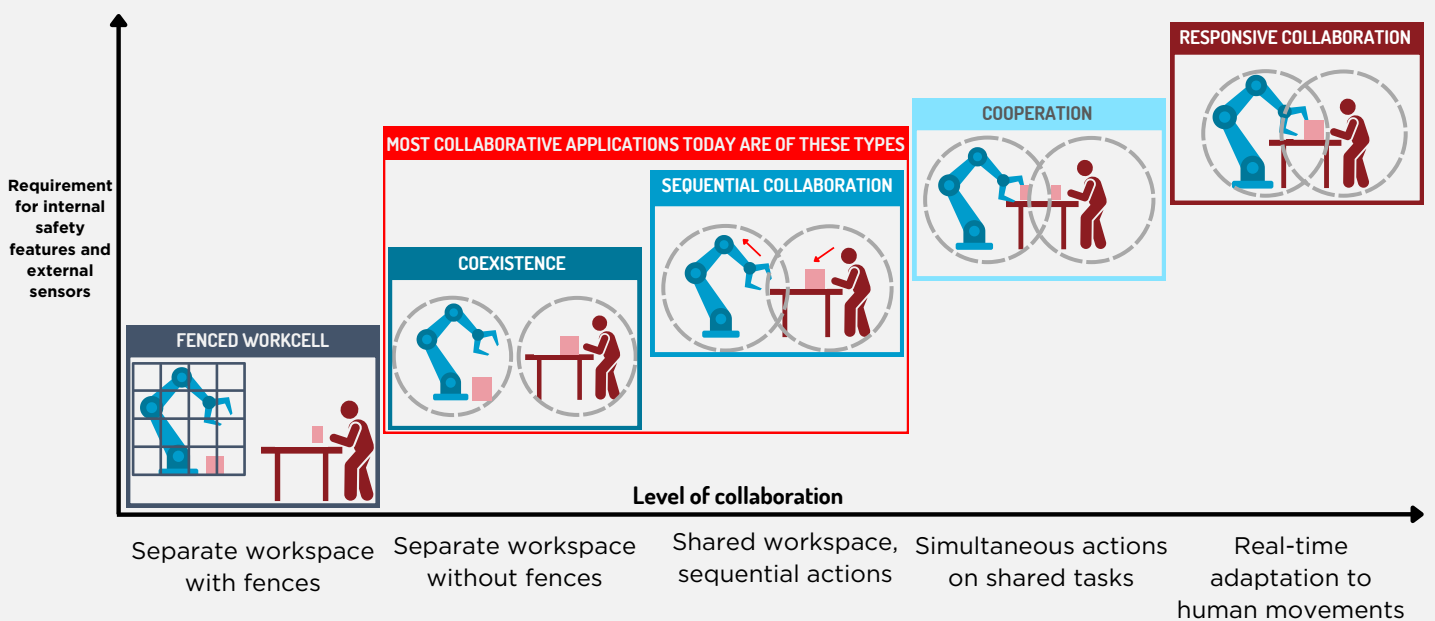 Requirement
for internal
safety
features and
external
sensors
FENCED WORKCELL
MOST COLLABORATIVE APPLICATIONS TODAY ARE OF THESE TYPES
COEXISTENCE
SEQUENTIAL COLLABORATION
COOPERATION
RESPONSIVE COLLABORATION
Level of collaboration
Separate workspace
with fences
Separate workspace
without fences
Shared workspace,
sequential actions
Simultaneous actions
on shared tasks
Real-time
adaptation to
human movements